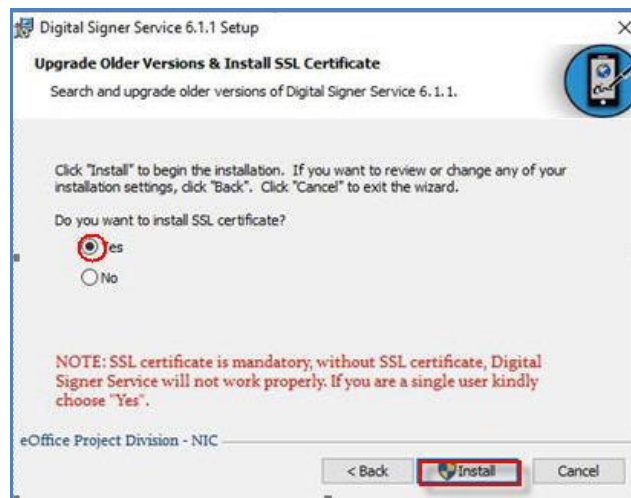 Digital Signer Service 6.1.1 Setup
Upgrade Older Versions & Install SSL Certificate
Search and upgrade older versions of Digital Signer Service 6.1.1.
Click "Install" to begin the installation. If you want to review or change any of your
installation settings, click "Back". Click "Cancel" to exit the wizard.
Do you want to install SSL certificate?
Yes
No
NOTE: SSL certificate is mandatory, without SSL certificate, Digital
Signer Service will not work properly. If you are a single user kindly
choose "Yes".
eOffice Project Division - NIC
< Back Install Cancel